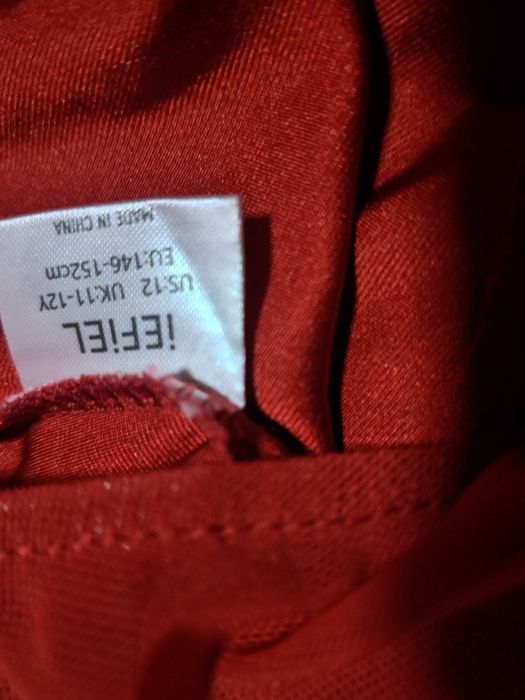 iEFiEL
US:12 UK:11-12Y
EU:146-152cm
MADE IN CHINA